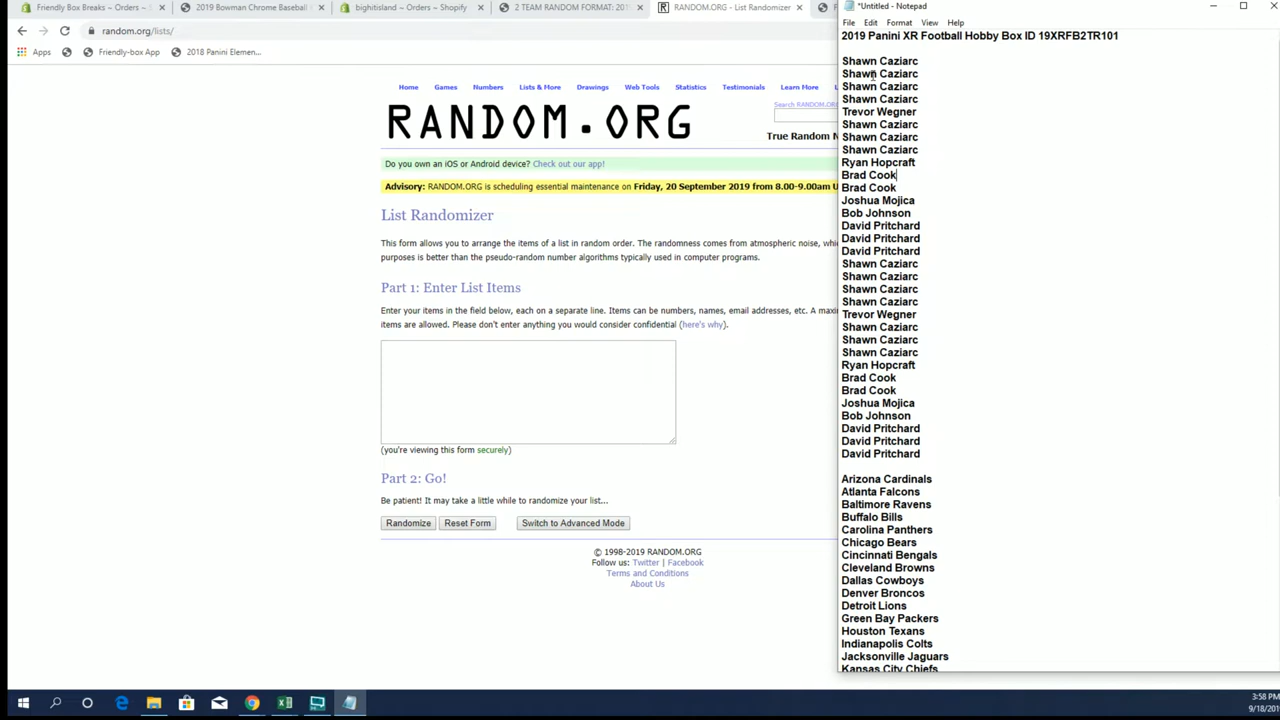 Friendly Box Breaks ~ Orders ~ S
2019 Bowman Chrome Baseball
bighitisland ~ Orders ~ Shopify
2 TEAM RANDOM FORMAT: 201
RANDOM.ORG - List Randomizer
random.org/lists/
Apps
Friendly-box App
2018 Panini Elemen...
Home
Games
Numbers
Lists & More
Drawings
Web Tools
Statistics
Testimonials
Learn More
Search RANDOM.ORG
RANDOM.ORG
True Random N
Do you own an iOS or Android device? Check out our app!
Advisory: RANDOM.ORG is scheduling essential maintenance on Friday, 20 September 2019 from 8.00-9.00am U
List Randomizer
This form allows you to arrange the items of a list in random order. The randomness comes from atmospheric noise, whic
purposes is better than the pseudo-random number algorithms typically used in computer programs.
Part 1: Enter List Items
Enter your items in the field below, each on a separate line. Items can be numbers, names, email addresses, etc. A maxi
items are allowed. Please don't enter anything you would consider confidential (here's why).
(you're viewing this form securely)
Part 2: Go!
Be patient! It may take a little while to randomize your list...
Randomize
Reset Form
Switch to Advanced Mode
© 1998-2019 RANDOM.ORG
Follow us: Twitter | Facebook
Terms and Conditions
About Us
*Untitled - Notepad
File
Edit
Format
View
Help
2019 Panini XR Football Hobby Box ID 19XRFB2TR101
Shawn Caziarc
Shawn Caziarc
Shawn Caziarc
Shawn Caziarc
Trevor Wegner
Shawn Caziarc
Shawn Caziarc
Shawn Caziarc
Ryan Hopcraft
Brad Cook
Brad Cook
Joshua Mojica
Bob Johnson
David Pritchard
David Pritchard
David Pritchard
Shawn Caziarc
Shawn Caziarc
Shawn Caziarc
Shawn Caziarc
Trevor Wegner
Shawn Caziarc
Shawn Caziarc
Shawn Caziarc
Ryan Hopcraft
Brad Cook
Brad Cook
Joshua Mojica
Bob Johnson
David Pritchard
David Pritchard
David Pritchard
Arizona Cardinals
Atlanta Falcons
Baltimore Ravens
Buffalo Bills
Carolina Panthers
Chicago Bears
Cincinnati Bengals
Cleveland Browns
Dallas Cowboys
Denver Broncos
Detroit Lions
Green Bay Packers
Houston Texans
Indianapolis Colts
Jacksonville Jaguars
Kansas City Chiefs
3:58 PM
9/18/201